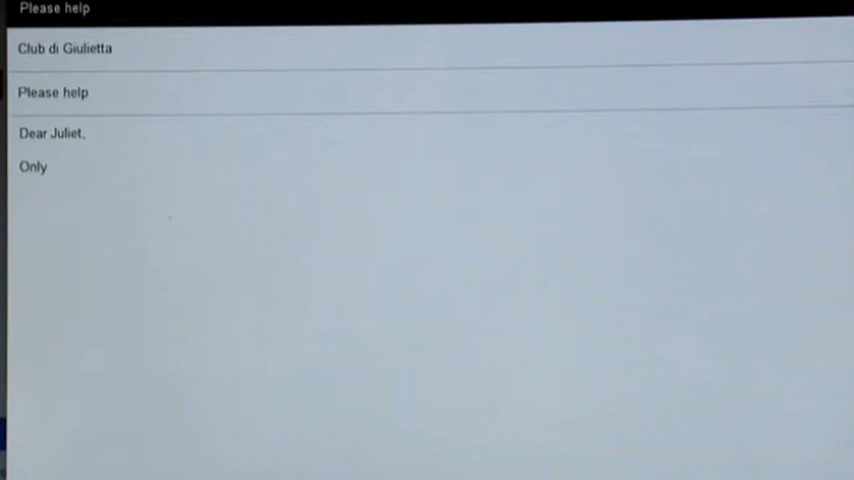 Please help
Club di Giulietta
Please help
Dear Juliet,
Only